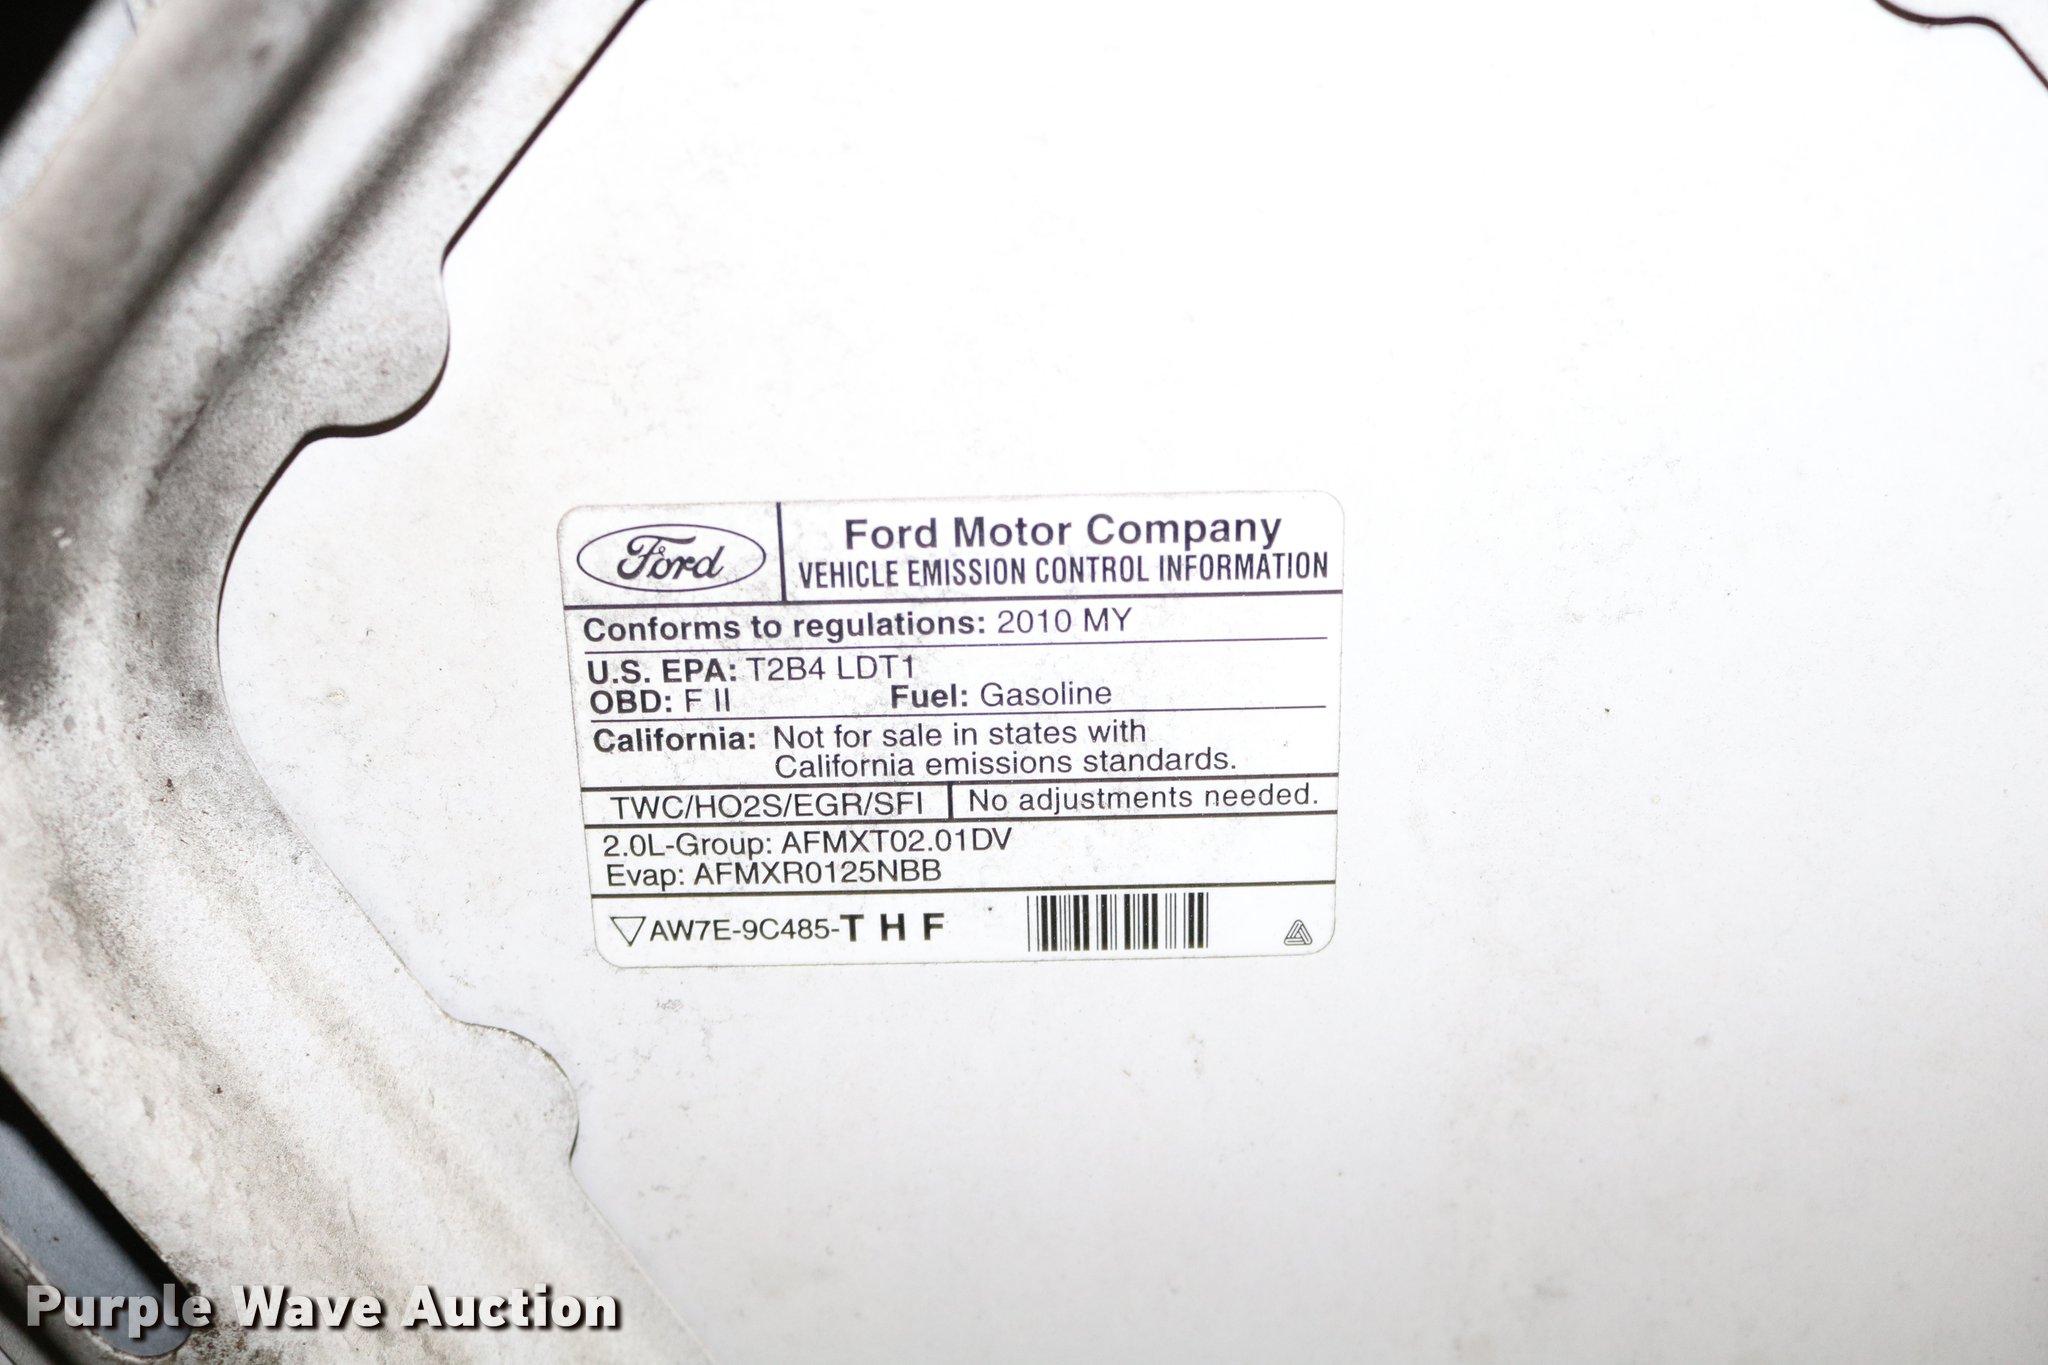 Ford
Ford Motor Company
VEHICLE EMISSION CONTROL INFORMATION
Conforms to regulations: 2010 MY
U.S. EPA: T2B4 LDT1
OBD: F II Fuel: Gasoline
California: Not for sale in states with
California emissions standards.
TWC/HO2S/EGR/SFI No adjustments needed.
2.0L-Group: AFMXT02.01DV
Evap: AFMXR0125NBB
AW7E-9C485-T H F
Purple Wave Auction